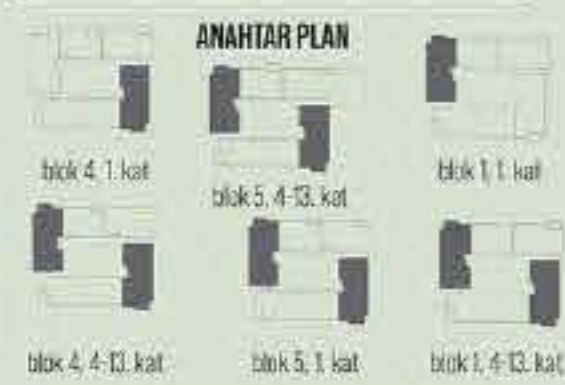 ANAHTAR PLAN
blok 4, 1. kat
blok 5, 4-13. kat
blok 1, 1. kat
blok 4, 4-13. kat
blok 5, 1. kat
blok 1, 4-13. kat